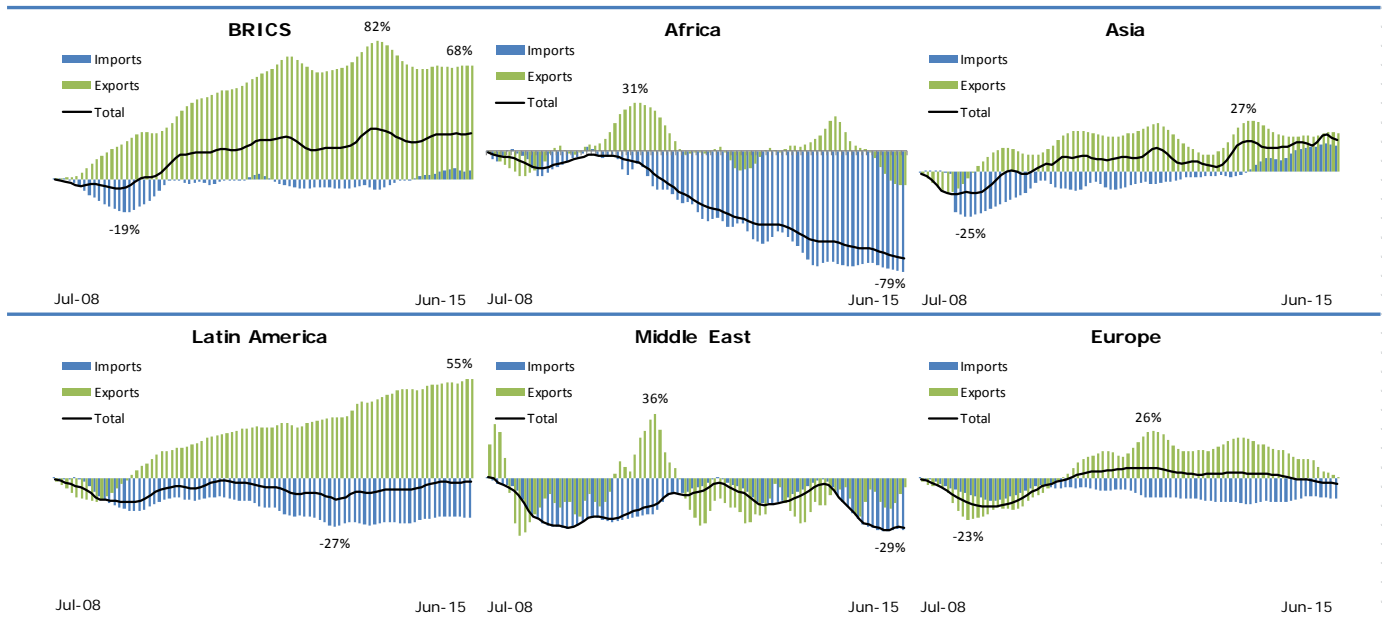 BRICS
82%
68%
Imports
Exports
Total
-19%
Jul-08
Jun-15
Africa
Imports
Exports
Total
31%
-79%
Jul-08
Jun-15
Asia
Imports
Exports
Total
27%
-25%
Jul-08
Jun-15
Latin America
Imports
Exports
Total
55%
-27%
Jul-08
Jun-15
Middle East
Imports
Exports
Total
36%
-29%
Jul-08
Jun-15
Europe
Imports
Exports
Total
26%
-23%
Jul-08
Jun-15